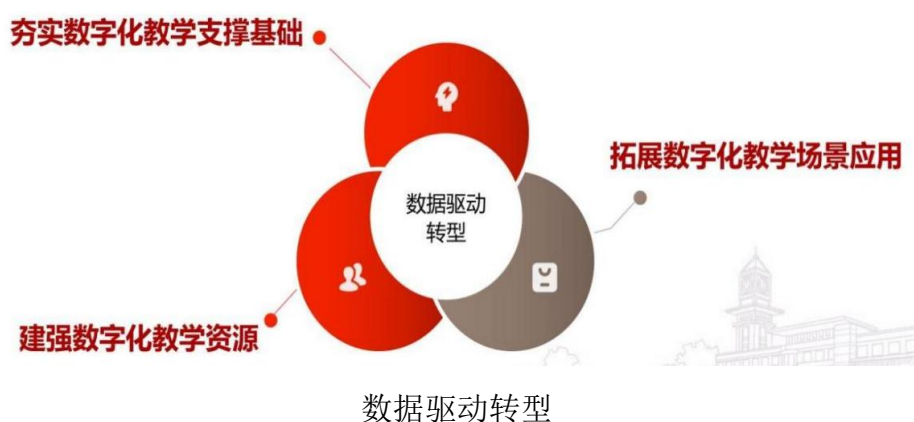 夯实数字化教学支撑基础
拓展数字化教学场景应用
数据驱动
转型
建强数字化教学资源
数据驱动转型